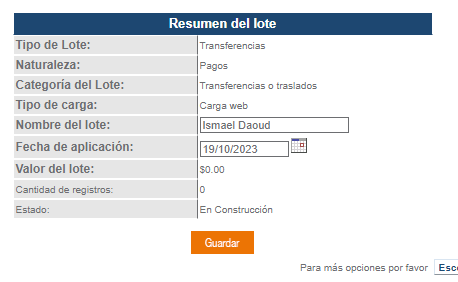 Resumen del lote
Tipo de Lote: Transferencias
Naturaleza: Pagos
Categoría del Lote: Transferencias o traslados
Tipo de carga: Carga web
Nombre del lote: Ismael Daoud
Fecha de aplicación: 19/10/2023
Valor del lote: $0.00
Cantidad de registros: 0
Estado: En Construcción
Guardar
Para más opciones por favor